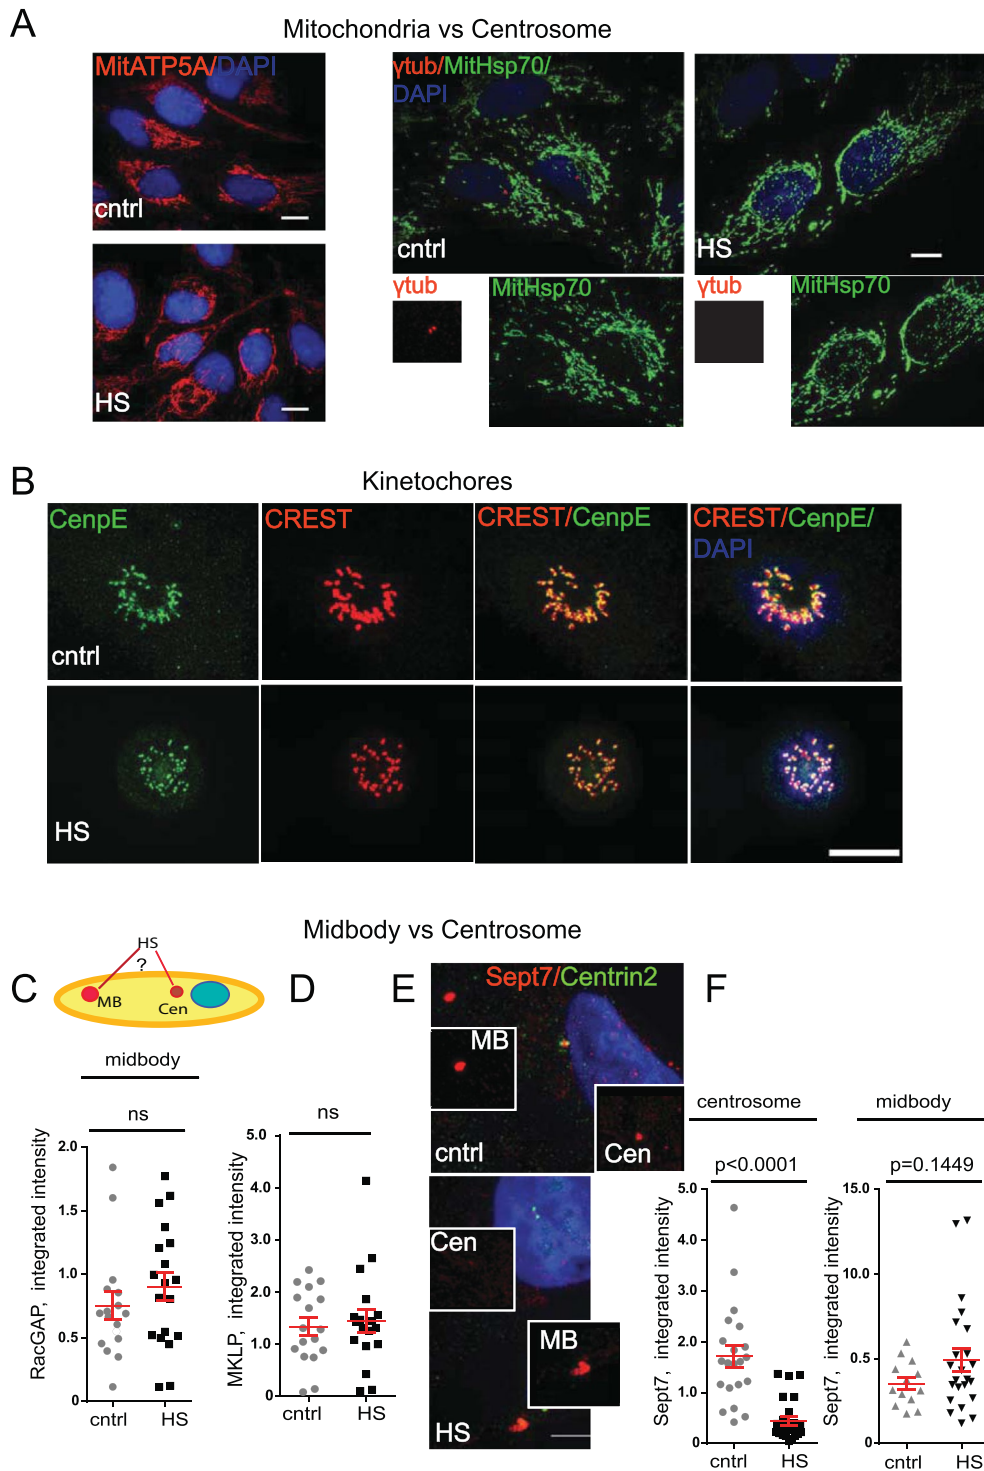 A
Mitochondria vs Centrosome
MitATP5A/DAPI
cntrl
HS
γtub/MitHsp70/
DAPI
cntrl
HS
γtub
MitHsp70
γtub
MitHsp70
B
Kinetochores
CenpE
CREST
CREST/CenpE
CREST/CenpE/
DAPI
cntrl
HS
Midbody vs Centrosome
C
HS
?
MB
Cen
midbody
ns
RacGAP, integrated intensity
2.0
1.5
1.0
0.5
0
cntrl
HS
D
ns
MKLP, integrated intensity
5.0
4.0
3.0
2.0
1.0
0
cntrl
HS
E
Sept7/Centrin2
MB
cntrl
Cen
Cen
MB
HS
F
centrosome
p<0.0001
Sept7, integrated intensity
5.0
4.0
3.0
2.0
1.0
0
cntrl
HS
midbody
p=0.1449
Sept7, integrated intensity
15.0
10.0
5.0
0
cntrl
HS